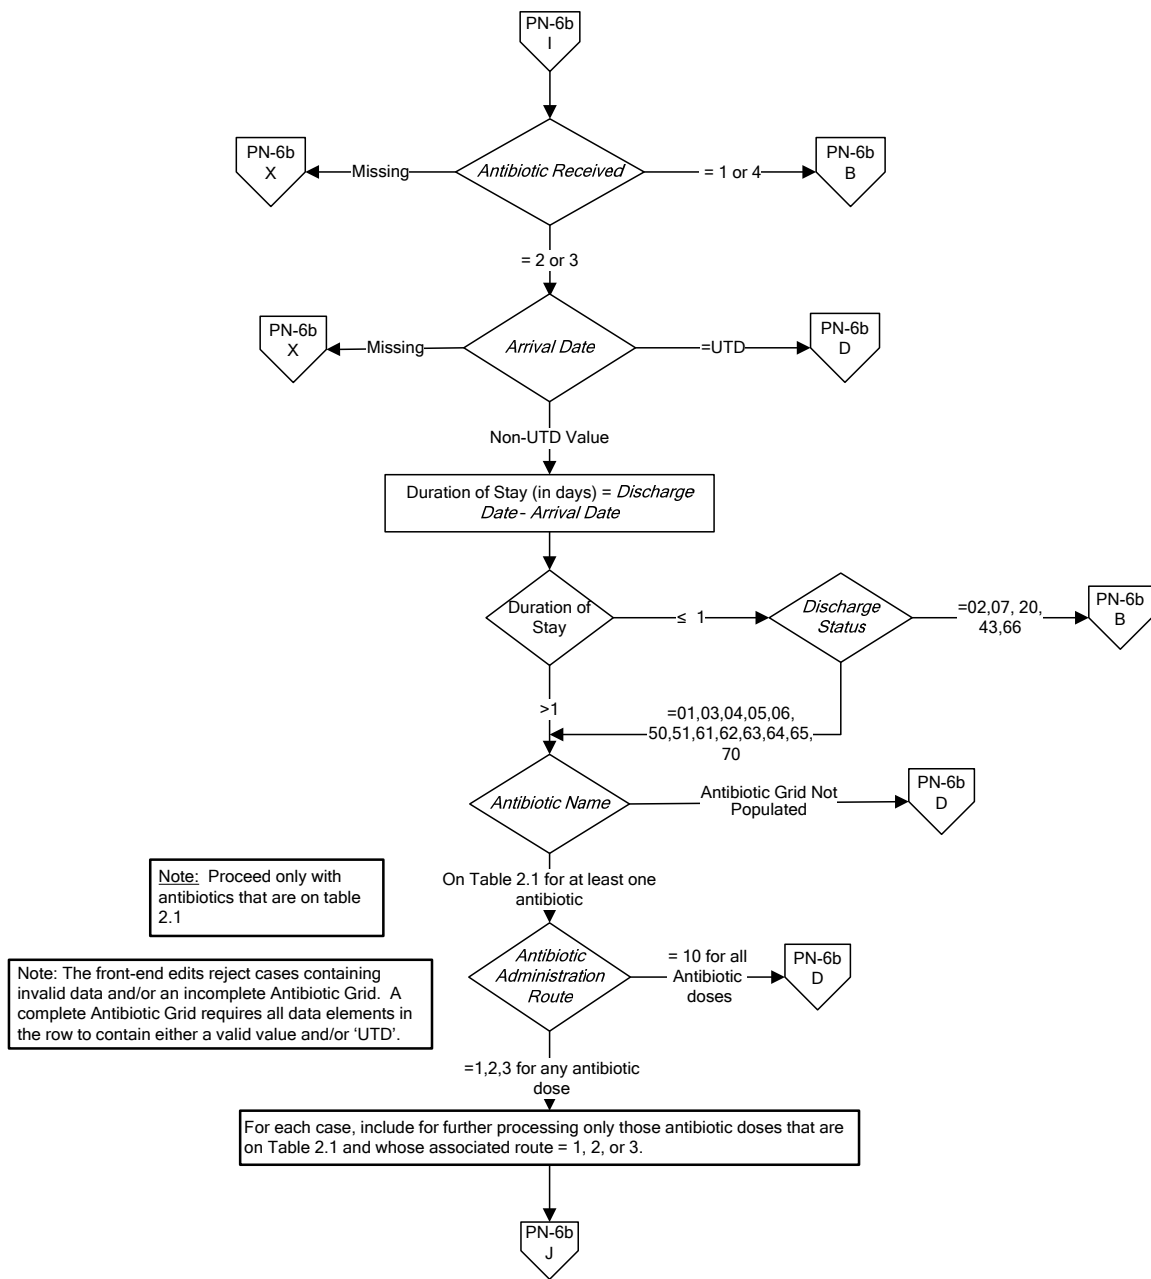 PN-6b
I
PN-6b
X
Missing
Antibiotic Received
= 1 or 4
PN-6b
B
= 2 or 3
PN-6b
X
Missing
Arrival Date
=UTD
PN-6b
D
Non-UTD Value
Duration of Stay (in days) = Discharge
Date - Arrival Date
Duration of
Stay
≤ 1
Discharge
Status
=02,07, 20,
43,66
PN-6b
B
>1
=01,03,04,05,06,
50,51,61,62,63,64,65,
70
Antibiotic Name
Antibiotic Grid Not
Populated
PN-6b
D
Note: Proceed only with
antibiotics that are on table
2.1
On Table 2.1 for at least one
antibiotic
Note: The front-end edits reject cases containing
invalid data and/or an incomplete Antibiotic Grid. A
complete Antibiotic Grid requires all data elements in
the row to contain either a valid value and/or ‘UTD’.
Antibiotic
Administration
Route
= 10 for all
Antibiotic
doses
PN-6b
D
=1,2,3 for any antibiotic
dose
For each case, include for further processing only those antibiotic doses that are
on Table 2.1 and whose associated route = 1, 2, or 3.
PN-6b
J